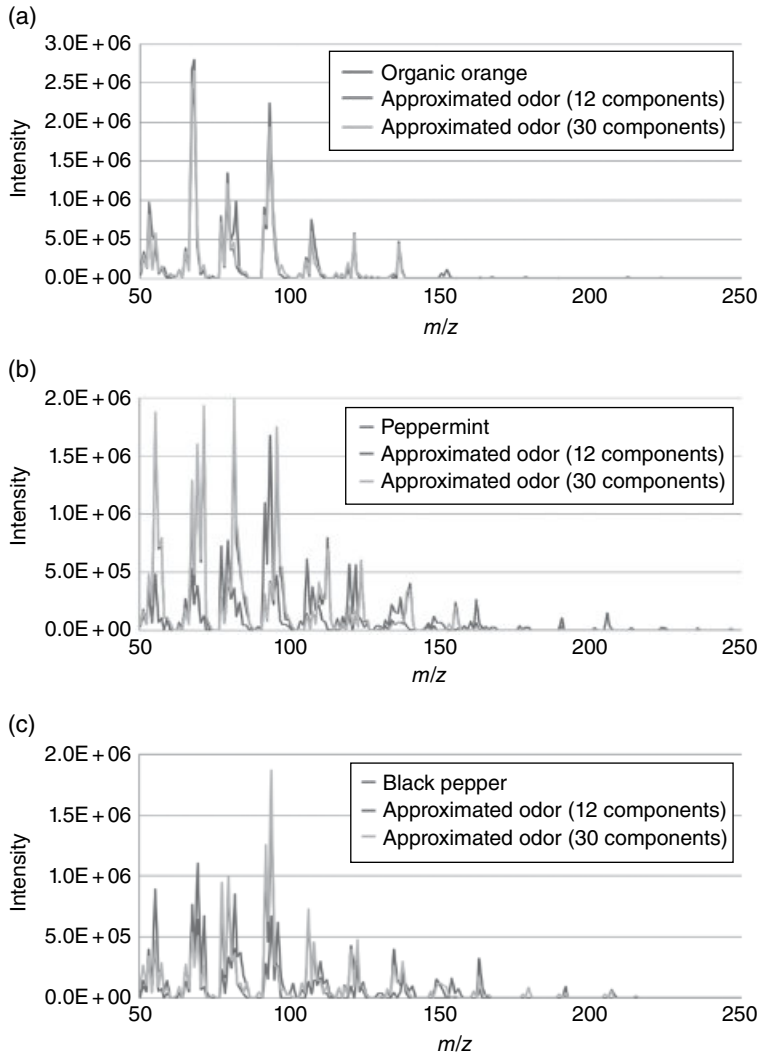 (a)
3.0E + 06
2.5E + 06
2.0E + 06
1.5E + 06
1.0E + 06
5.0E + 05
0.0E + 00
Intensity
Organic orange
Approximated odor (12 components)
Approximated odor (30 components)
50 100 150 200 250
m/z
(b)
2.0E + 06
1.5E + 06
1.0E + 06
5.0E + 05
0.0E + 00
Intensity
Peppermint
Approximated odor (12 components)
Approximated odor (30 components)
50 100 150 200 250
m/z
(c)
2.0E + 06
1.5E + 06
1.0E + 06
5.0E + 05
0.0E + 00
Intensity
Black pepper
Approximated odor (12 components)
Approximated odor (30 components)
50 100 150 200 250
m/z